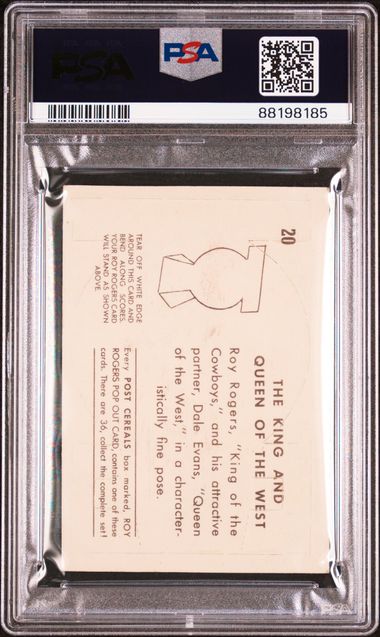 PSA
PSA
88198185
20
THE KING AND
QUEEN OF THE WEST
Roy Rogers, "King of the
Cowboys," and his attractive
partner, Dale Evans, "Queen
of the West," in a character-
istically fine pose.
TEAR OFF WHITE EDGE
AROUND THIS CARD AND
BEND ALONG SCORES.
YOUR ROY ROGERS CARD
WILL STAND AS SHOWN
ABOVE.
Every POST CEREALS box marked, ROY
ROGERS POP OUT CARD, contains one of these
cards. There are 36, collect the complete set!